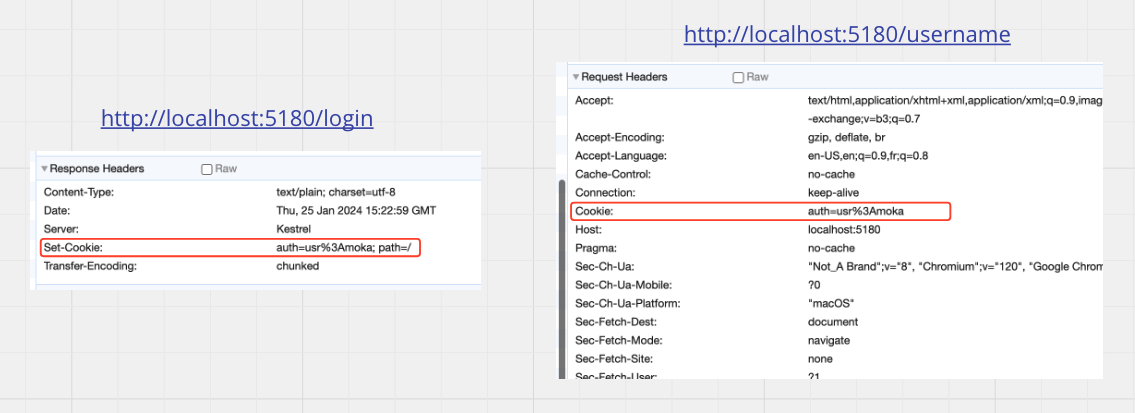 http://localhost:5180/login
Response Headers Raw
Content-Type: text/plain; charset=utf-8
Date: Thu, 25 Jan 2024 15:22:59 GMT
Server: Kestrel
Set-Cookie: auth=usr%3Amoka; path=/
Transfer-Encoding: chunked
http://localhost:5180/username
Request Headers Raw
Accept: text/html,application/xhtml+xml,application/xml;q=0.9,imag
-exchange;v=b3;q=0.7
Accept-Encoding: gzip, deflate, br
Accept-Language: en-US,en;q=0.9,fr;q=0.8
Cache-Control: no-cache
Connection: keep-alive
Cookie: auth=usr%3Amoka
Host: localhost:5180
Pragma: no-cache
Sec-Ch-Ua: "Not_A Brand";v="8", "Chromium";v="120", "Google Chrom
Sec-Ch-Ua-Mobile: ?0
Sec-Ch-Ua-Platform: "macOS"
Sec-Fetch-Dest: document
Sec-Fetch-Mode: navigate
Sec-Fetch-Site: none
Sec-Fetch-User: ?1